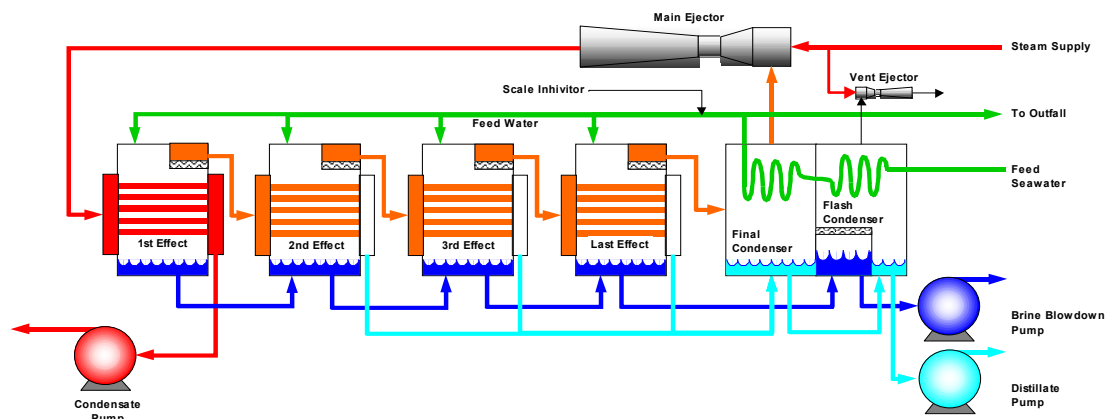 Main Ejector
Steam Supply
Vent Ejector
Scale Inhivitor
To Outfall
Feed Water
Feed
Seawater
Flash
Condenser
1st Effect
2nd Effect
3rd Effect
Last Effect
Final
Condenser
Brine Blowdown
Pump
Distillate
Pump
Condensate
Pump